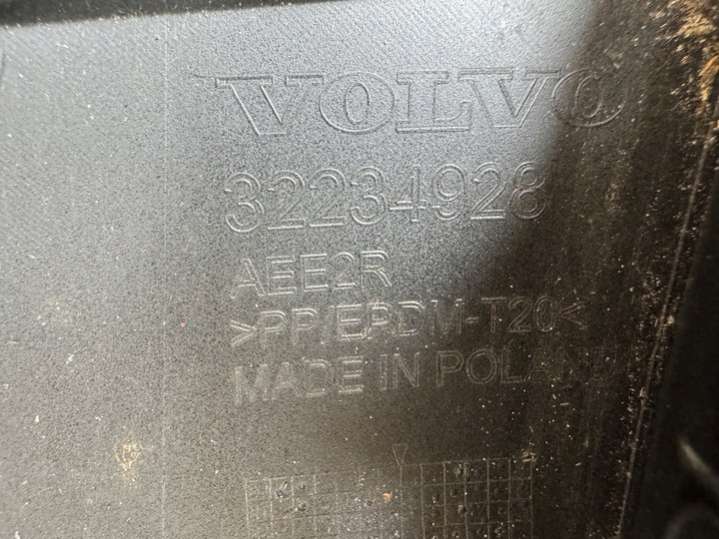 VOLVO
32234928
AEE2R
>PP/EPDM-T20<
MADE IN POLAND